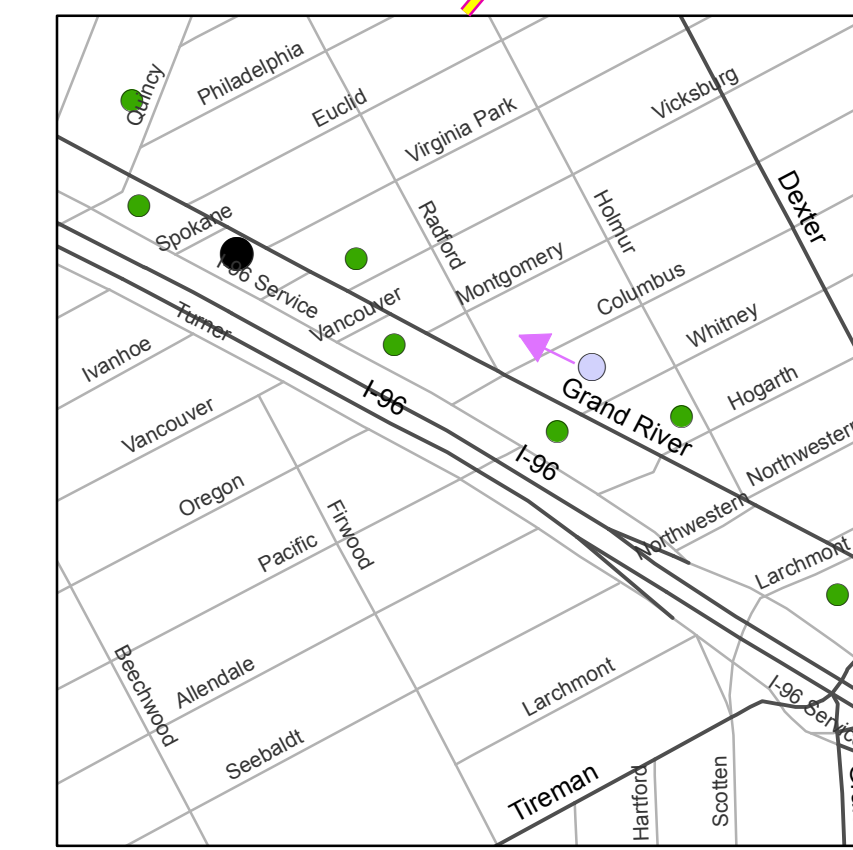 Quincy
Philadelphia
Euclid
Virginia Park
Vicksburg
Dexter
Holmur
Radford
Spokane
I-96 Service
Montgomery
Columbus
Vancouver
Whitney
Turner
Ivanhoe
Hogarth
I-96
Grand River
Vancouver
Northwestern
I-96
Oregon
Northwestern
Firwood
Pacific
Larchmont
Beechwood
Allendale
Larchmont
I-96 Servic
Seebaldt
Tireman
Hartford
Scotten